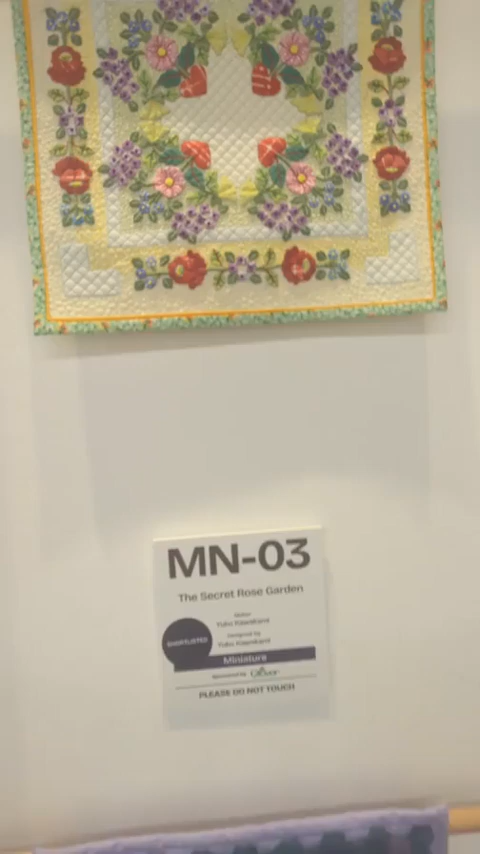 MN-03
The Secret Rose Garden
Maker
Yuko Kawakami
Designed by
Yuko Kawakami
SHORTLISTED
Miniature
Sponsored by Clover
PLEASE DO NOT TOUCH